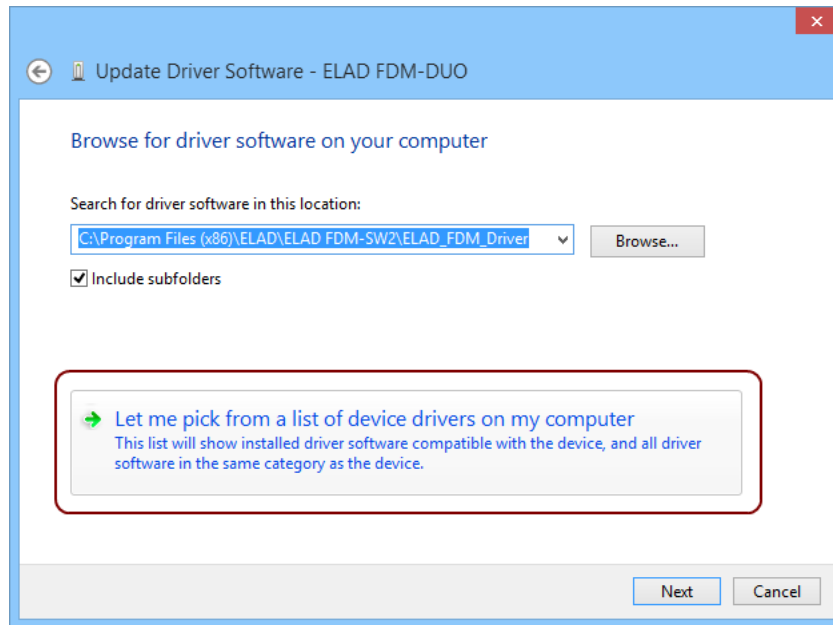 Update Driver Software - ELAD FDM-DUO
Browse for driver software on your computer
Search for driver software in this location:
C:\Program Files (x86)\ELAD\ELAD FDM-SW2\ELAD_FDM_Driver
Browse...
Include subfolders
Let me pick from a list of device drivers on my computer
This list will show installed driver software compatible with the device, and all driver
software in the same category as the device.
Next
Cancel